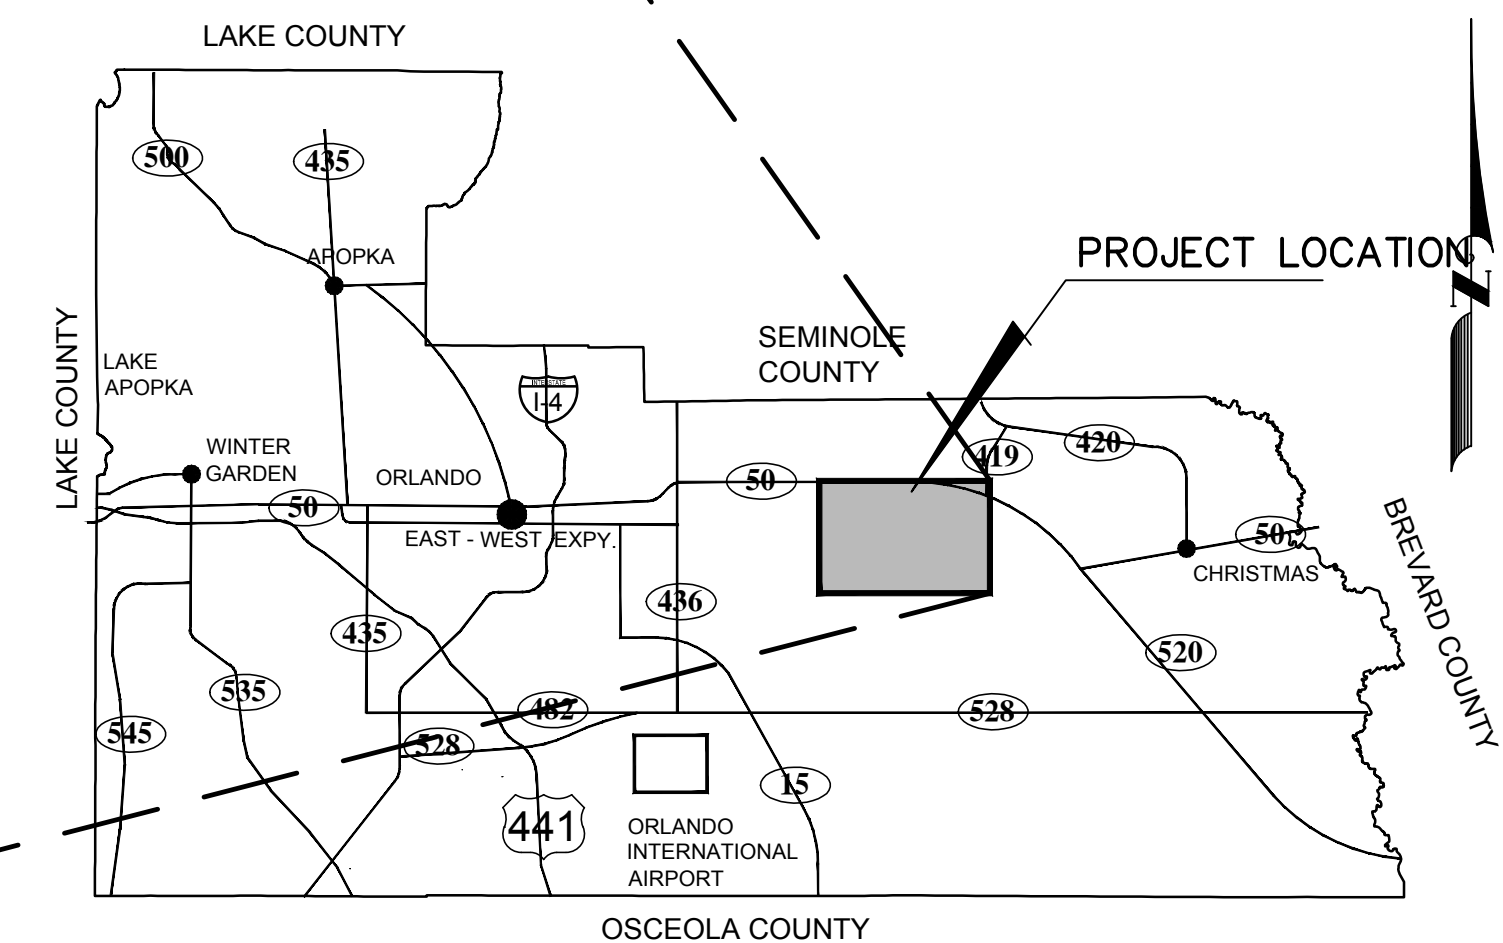 LAKE COUNTY
500
435
APOPKA
PROJECT LOCATION
N
SEMINOLE
COUNTY
LAKE COUNTY
LAKE
APOPKA
INTERSTATE
I-4
WINTER
GARDEN
ORLANDO
50
50
419
420
50
EAST - WEST EXPY.
CHRISTMAS
BREVARD COUNTY
436
435
520
535
482
528
545
528
15
441
ORLANDO
INTERNATIONAL
AIRPORT
OSCEOLA COUNTY